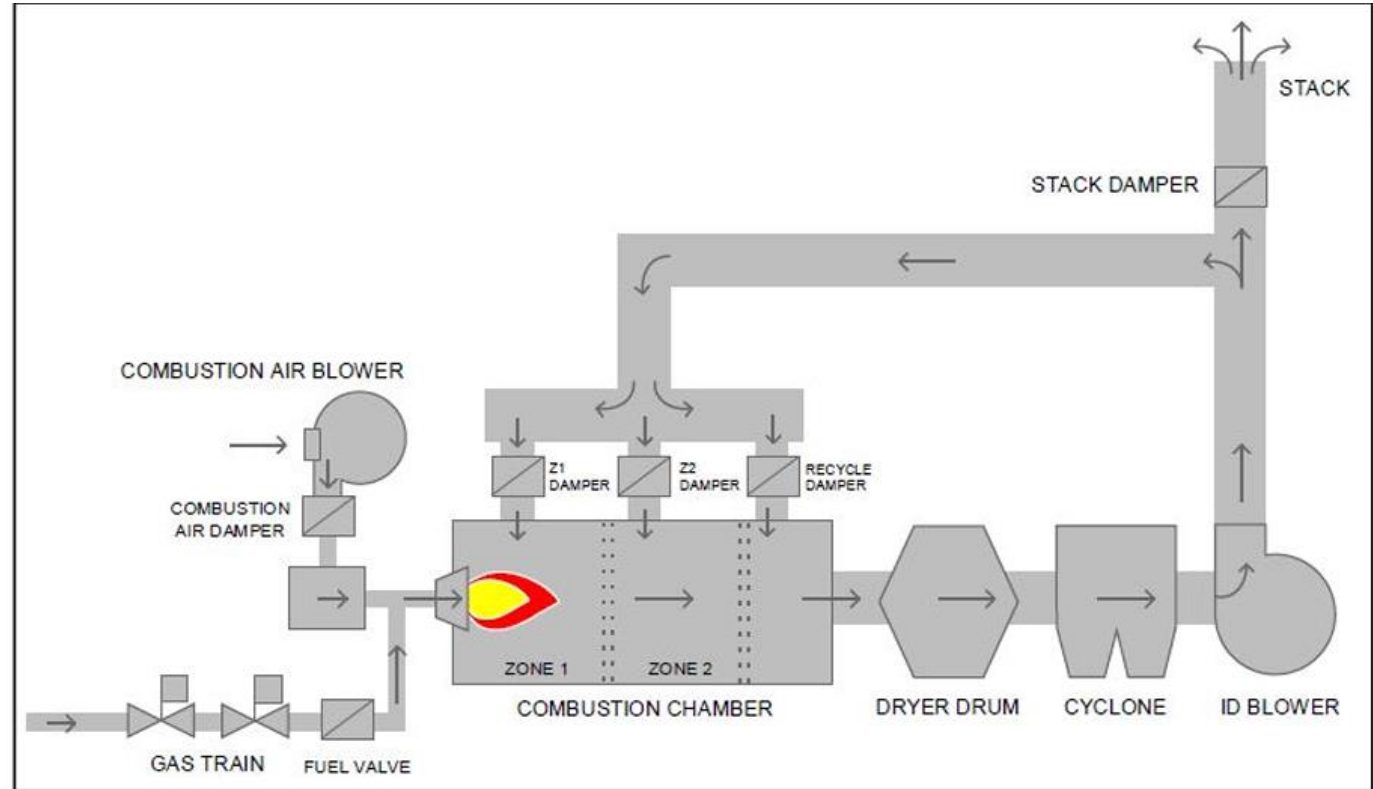 STACK
STACK DAMPER
COMBUSTION AIR BLOWER
Z1
DAMPER
Z2
DAMPER
RECYCLE
DAMPER
COMBUSTION
AIR DAMPER
ZONE 1
ZONE 2
COMBUSTION CHAMBER
DRYER DRUM
CYCLONE
ID BLOWER
GAS TRAIN
FUEL VALVE